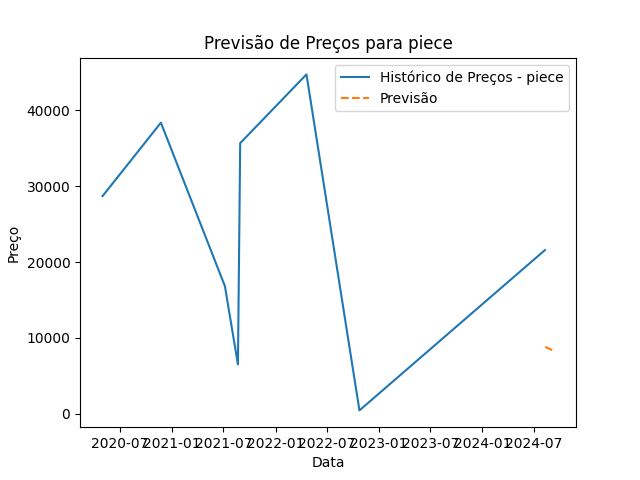 Previsão de Preços para piece
Histórico de Preços - piece
Previsão
Preço
40000
30000
20000
10000
0
2020-07 2021-01 2021-07 2022-01 2022-07 2023-01 2023-07 2024-01 2024-07
Data